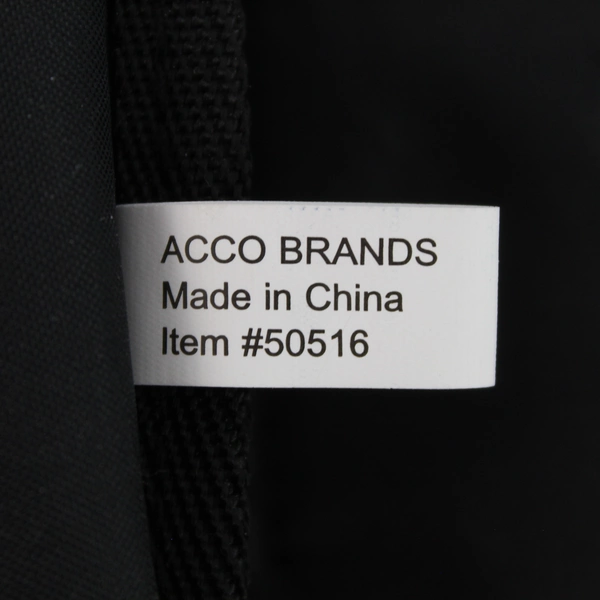 ACCO BRANDS
Made in China
Item #50516